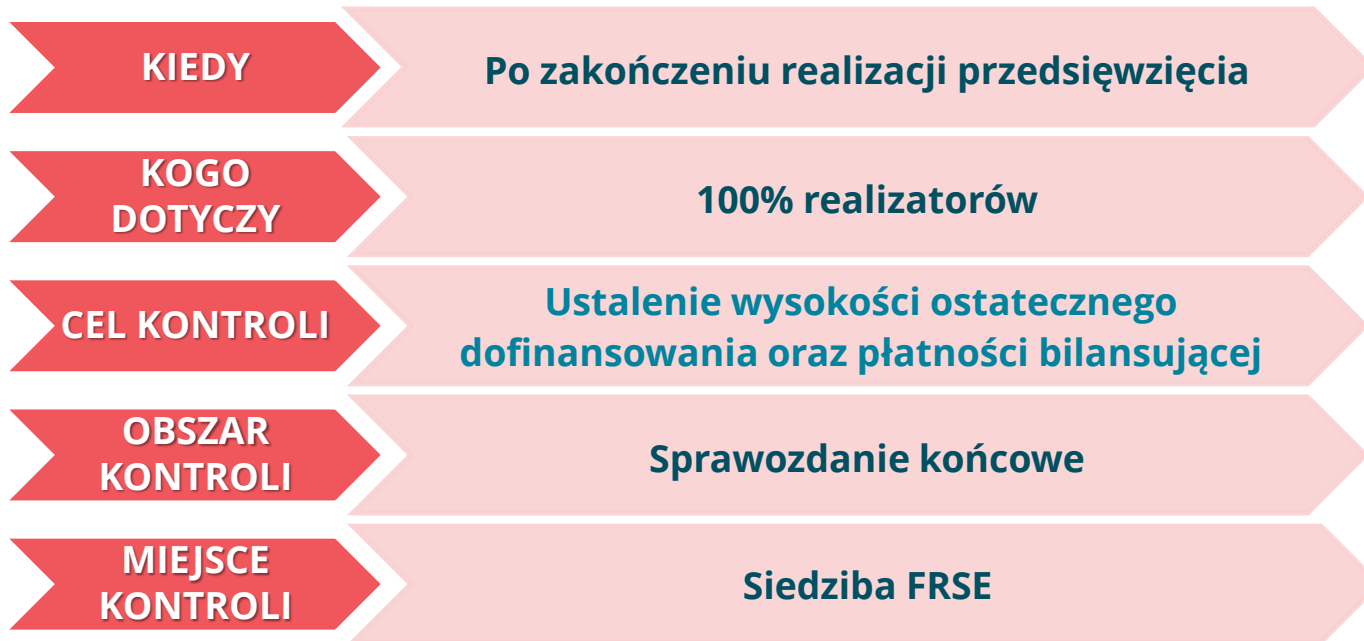 KIEDY
Po zakończeniu realizacji przedsięwzięcia
KOGO
DOTYCZY
100% realizatorów
CEL KONTROLI
Ustalenie wysokości ostatecznego
dofinansowania oraz płatności bilansującej
OBSZAR
KONTROLI
Sprawozdanie końcowe
MIEJSCE
KONTROLI
Siedziba FRSE